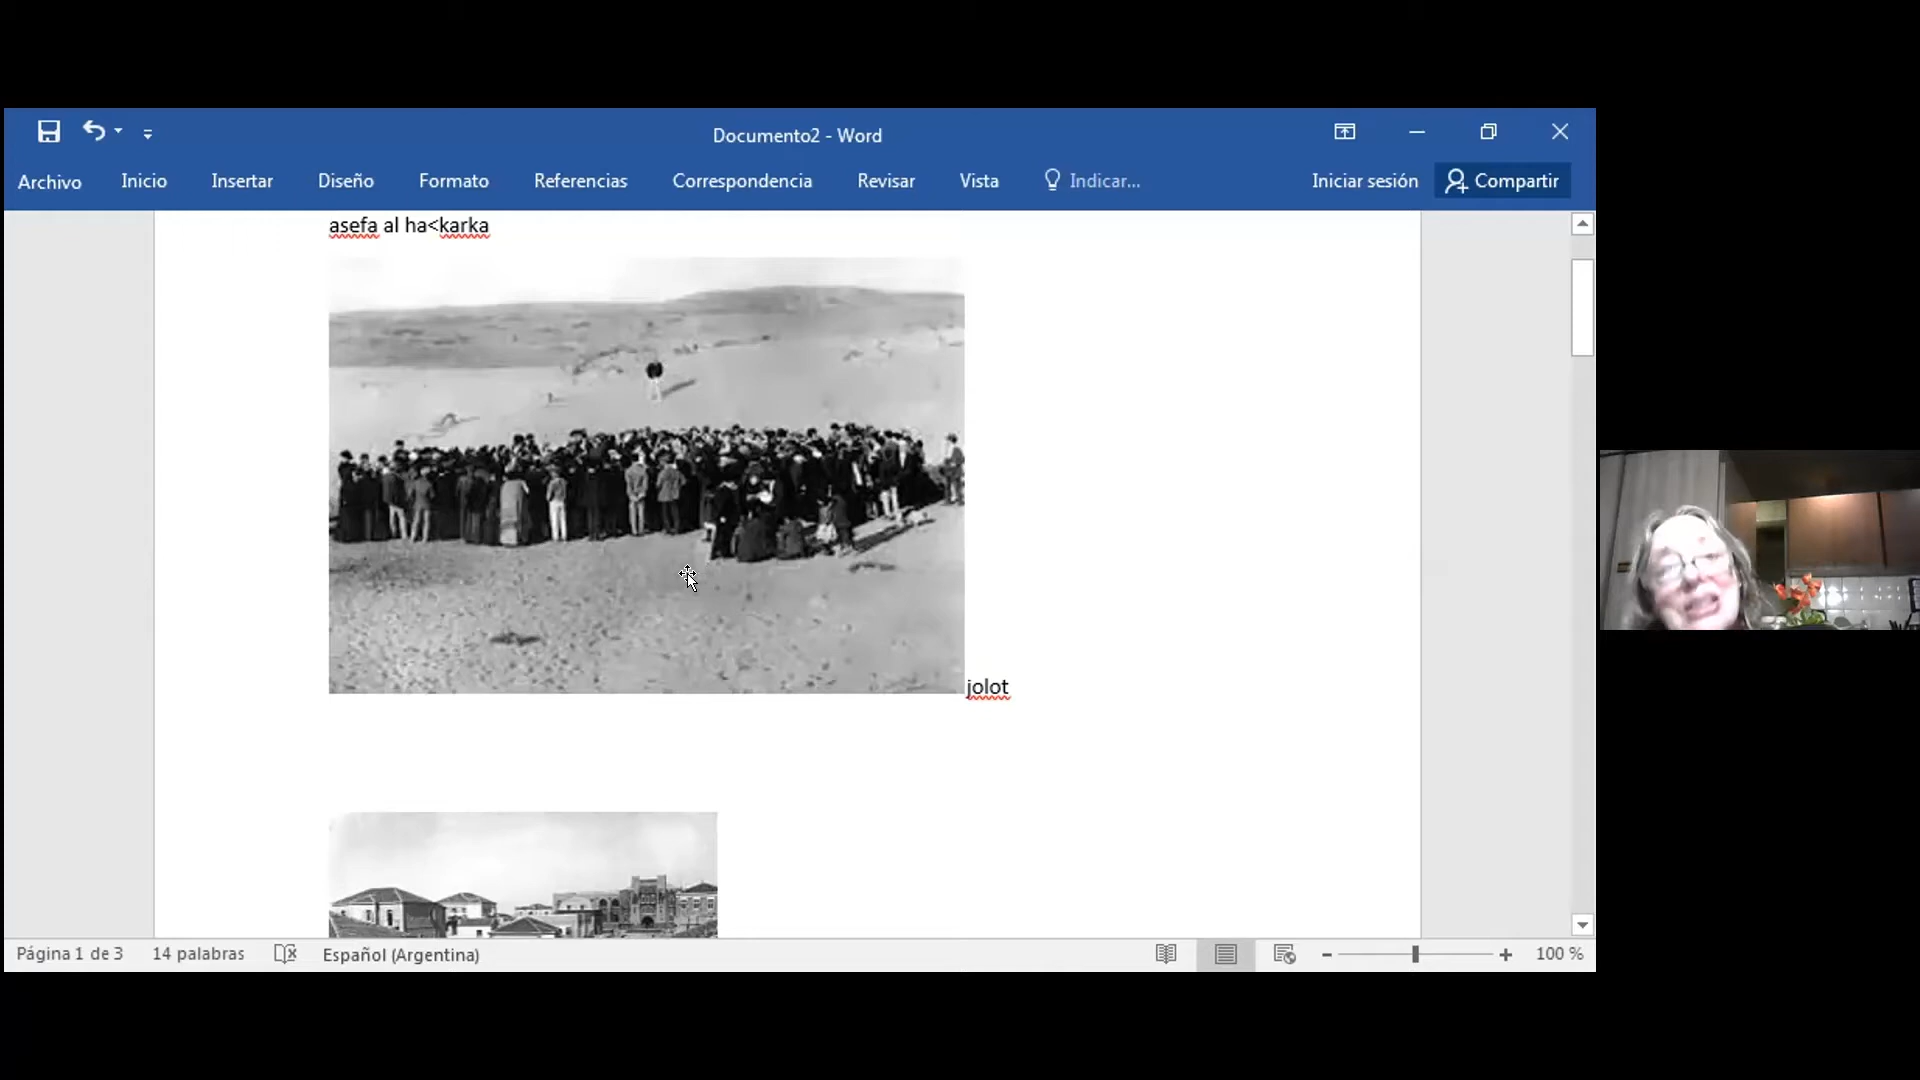 Documento2 - Word
Archivo Inicio Insertar Diseño Formato Referencias Correspondencia Revisar Vista Indicar... Iniciar sesión Compartir
asefa al ha<karka
jolot
Página 1 de 3 14 palabras Español (Argentina) 100 %